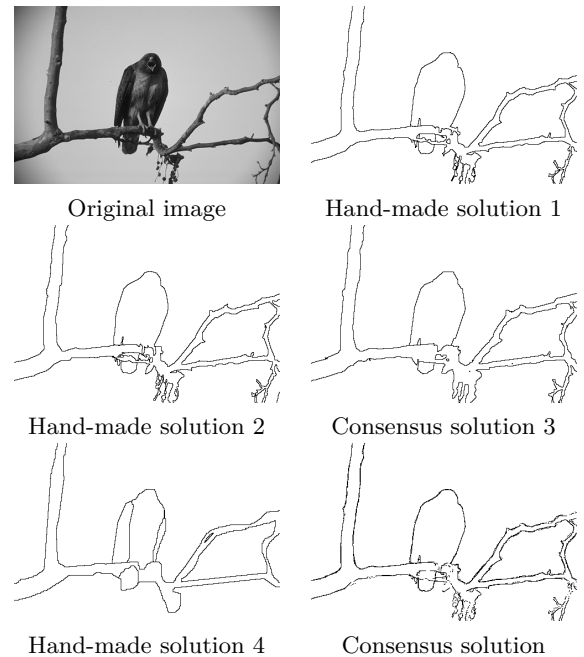 Original image
Hand-made solution 1
Hand-made solution 2
Consensus solution 3
Hand-made solution 4
Consensus solution